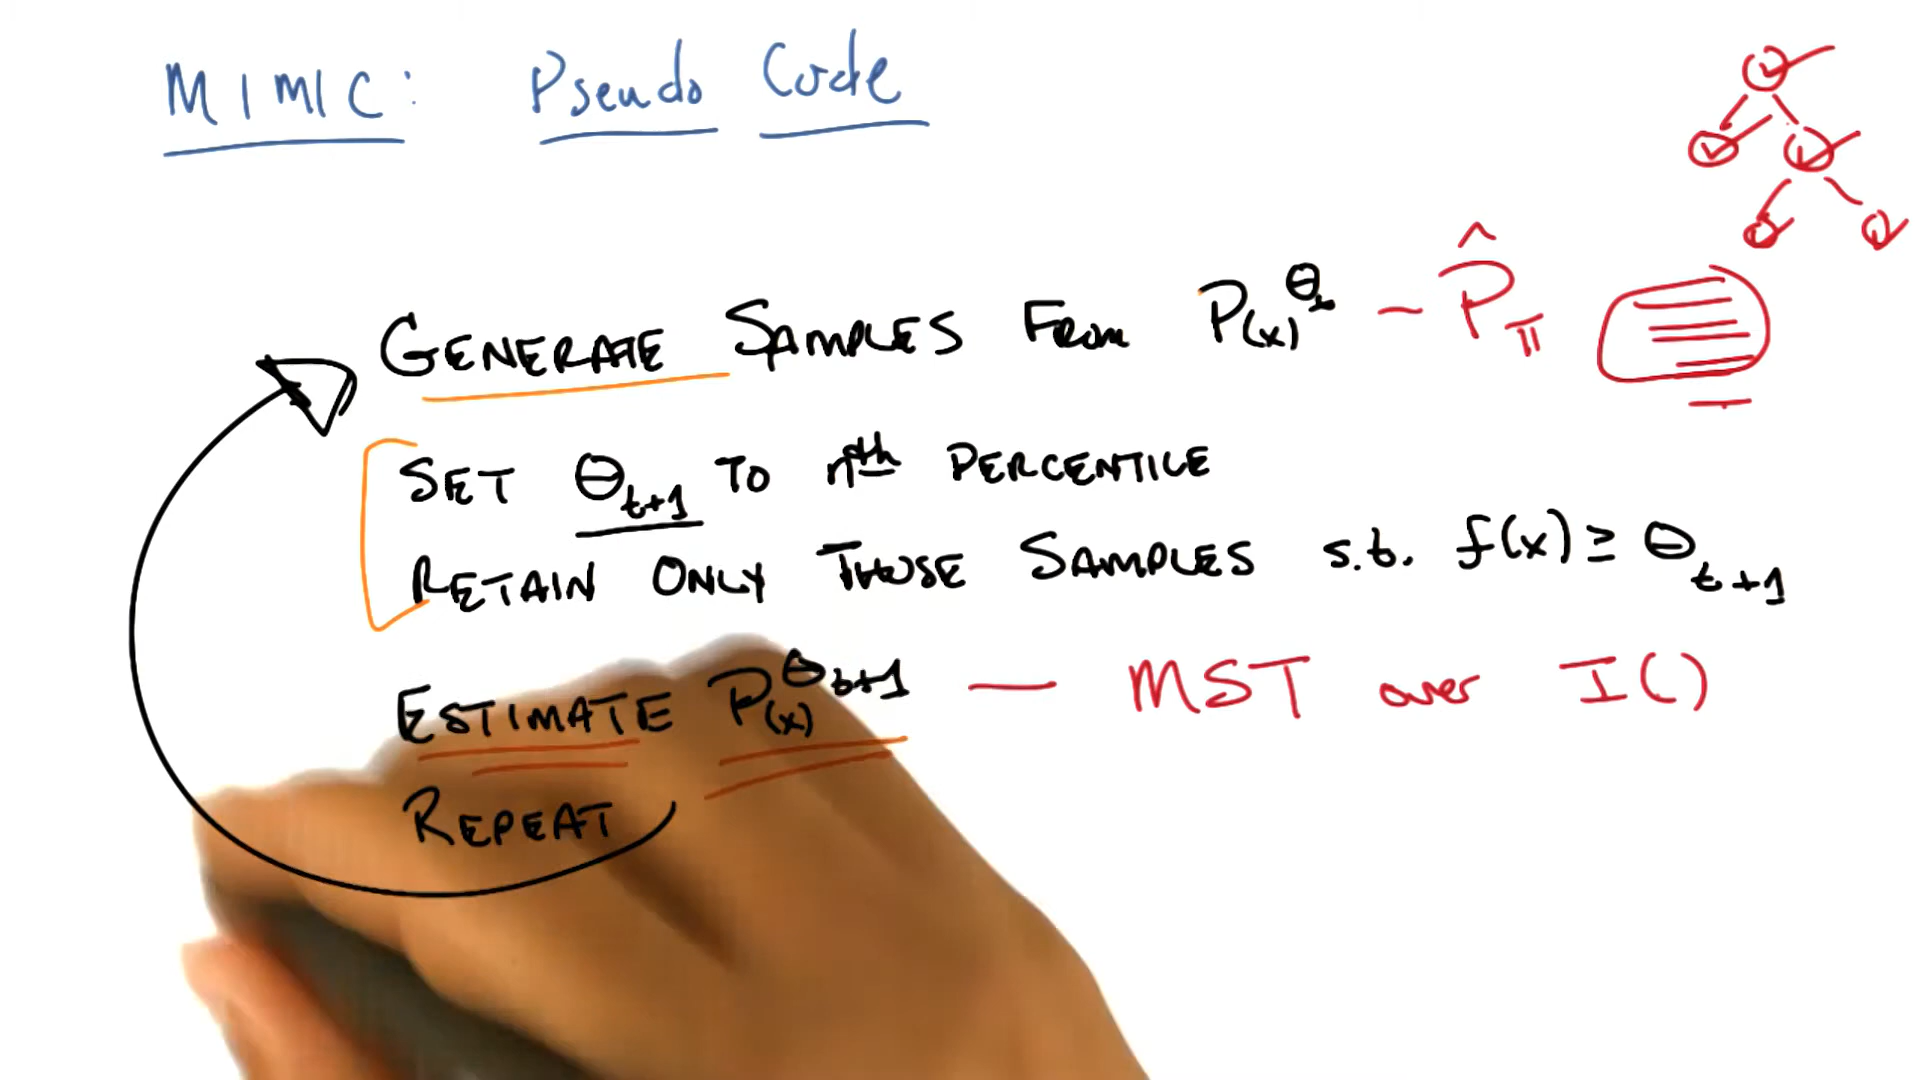 MIMIC: Pseudo Code
GENERATE SAMPLES FROM P(x)^θt – P̂π
SET θt+1 TO nth PERCENTILE
RETAIN ONLY THOSE SAMPLES s.t. f(x) ≥ θt+1
ESTIMATE P(x)^θt+1 — MST over I()
REPEAT